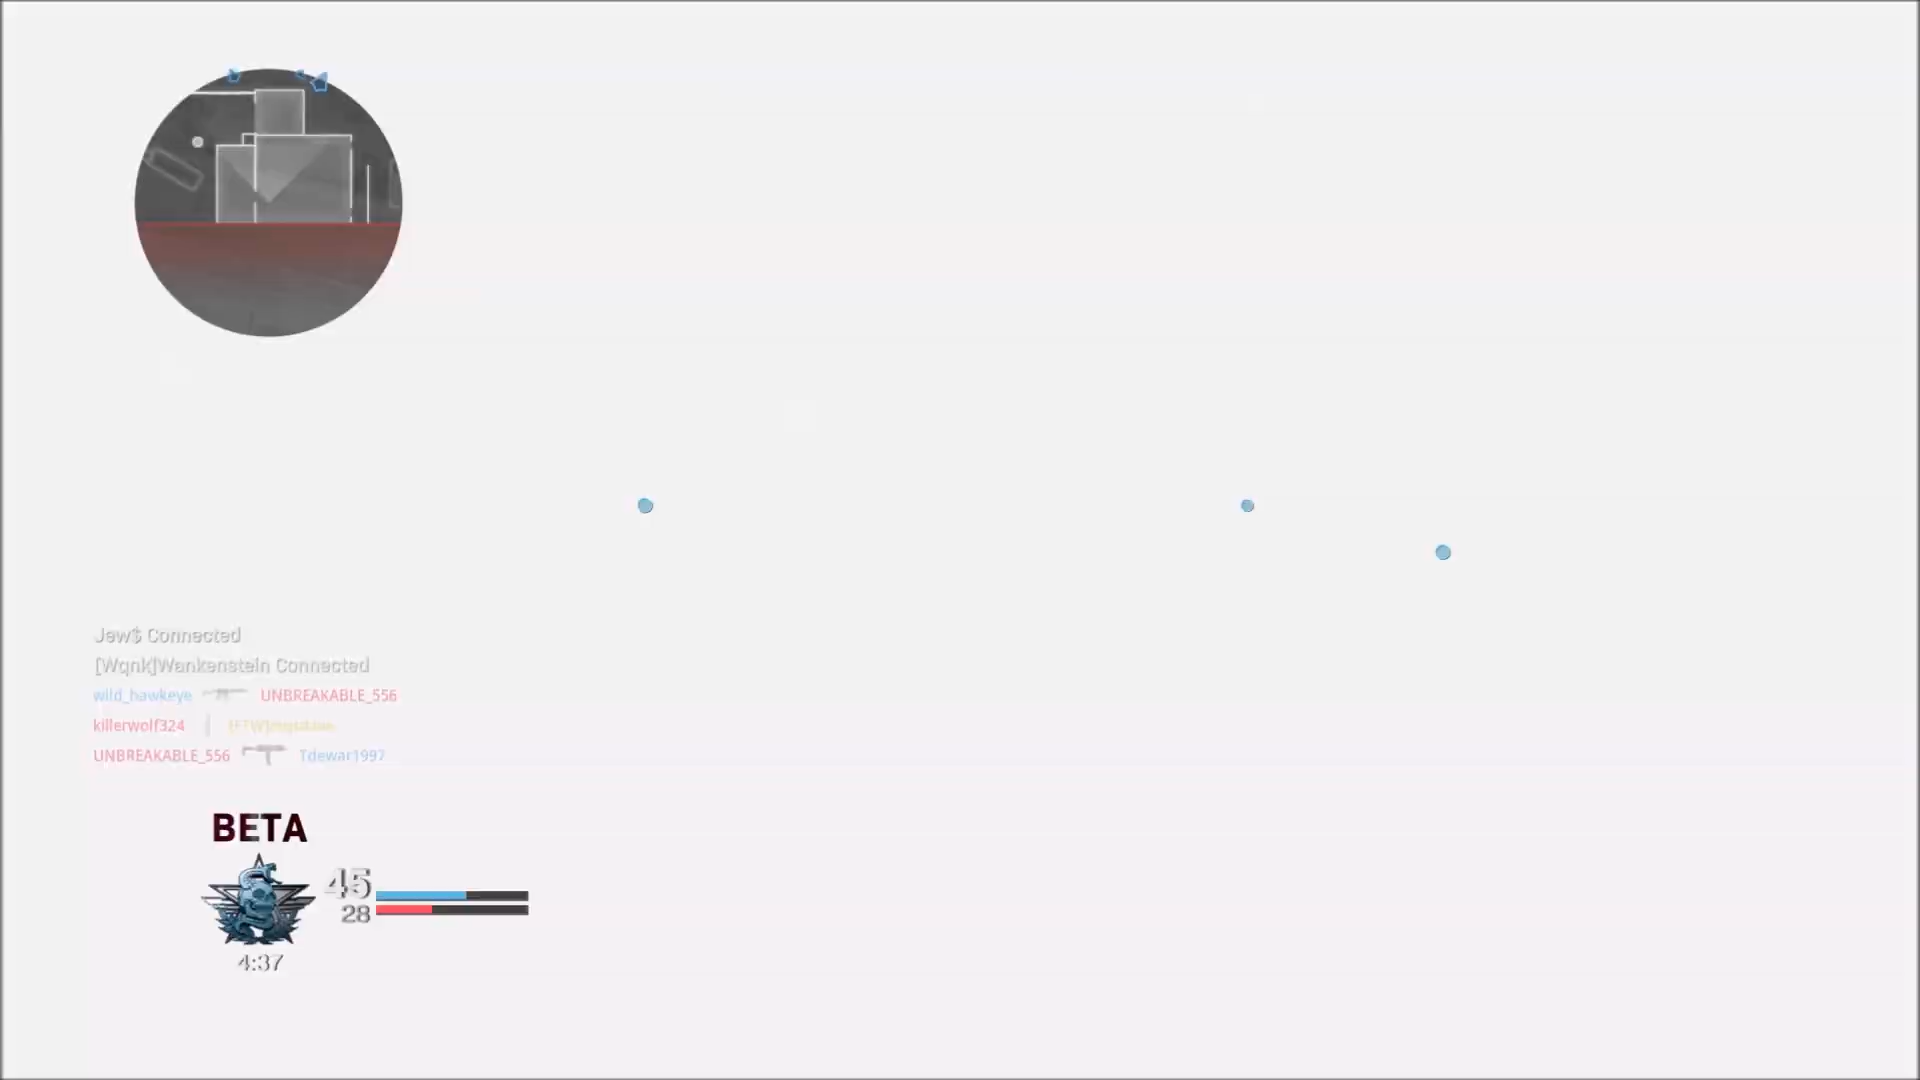 Jew$ Connected
[Wqnk]Wankenstein Connected
wild_hawkeye UNBREAKABLE_556
killerwolf324
UNBREAKABLE_556 Tdewar1997
BETA
45
28
4:37